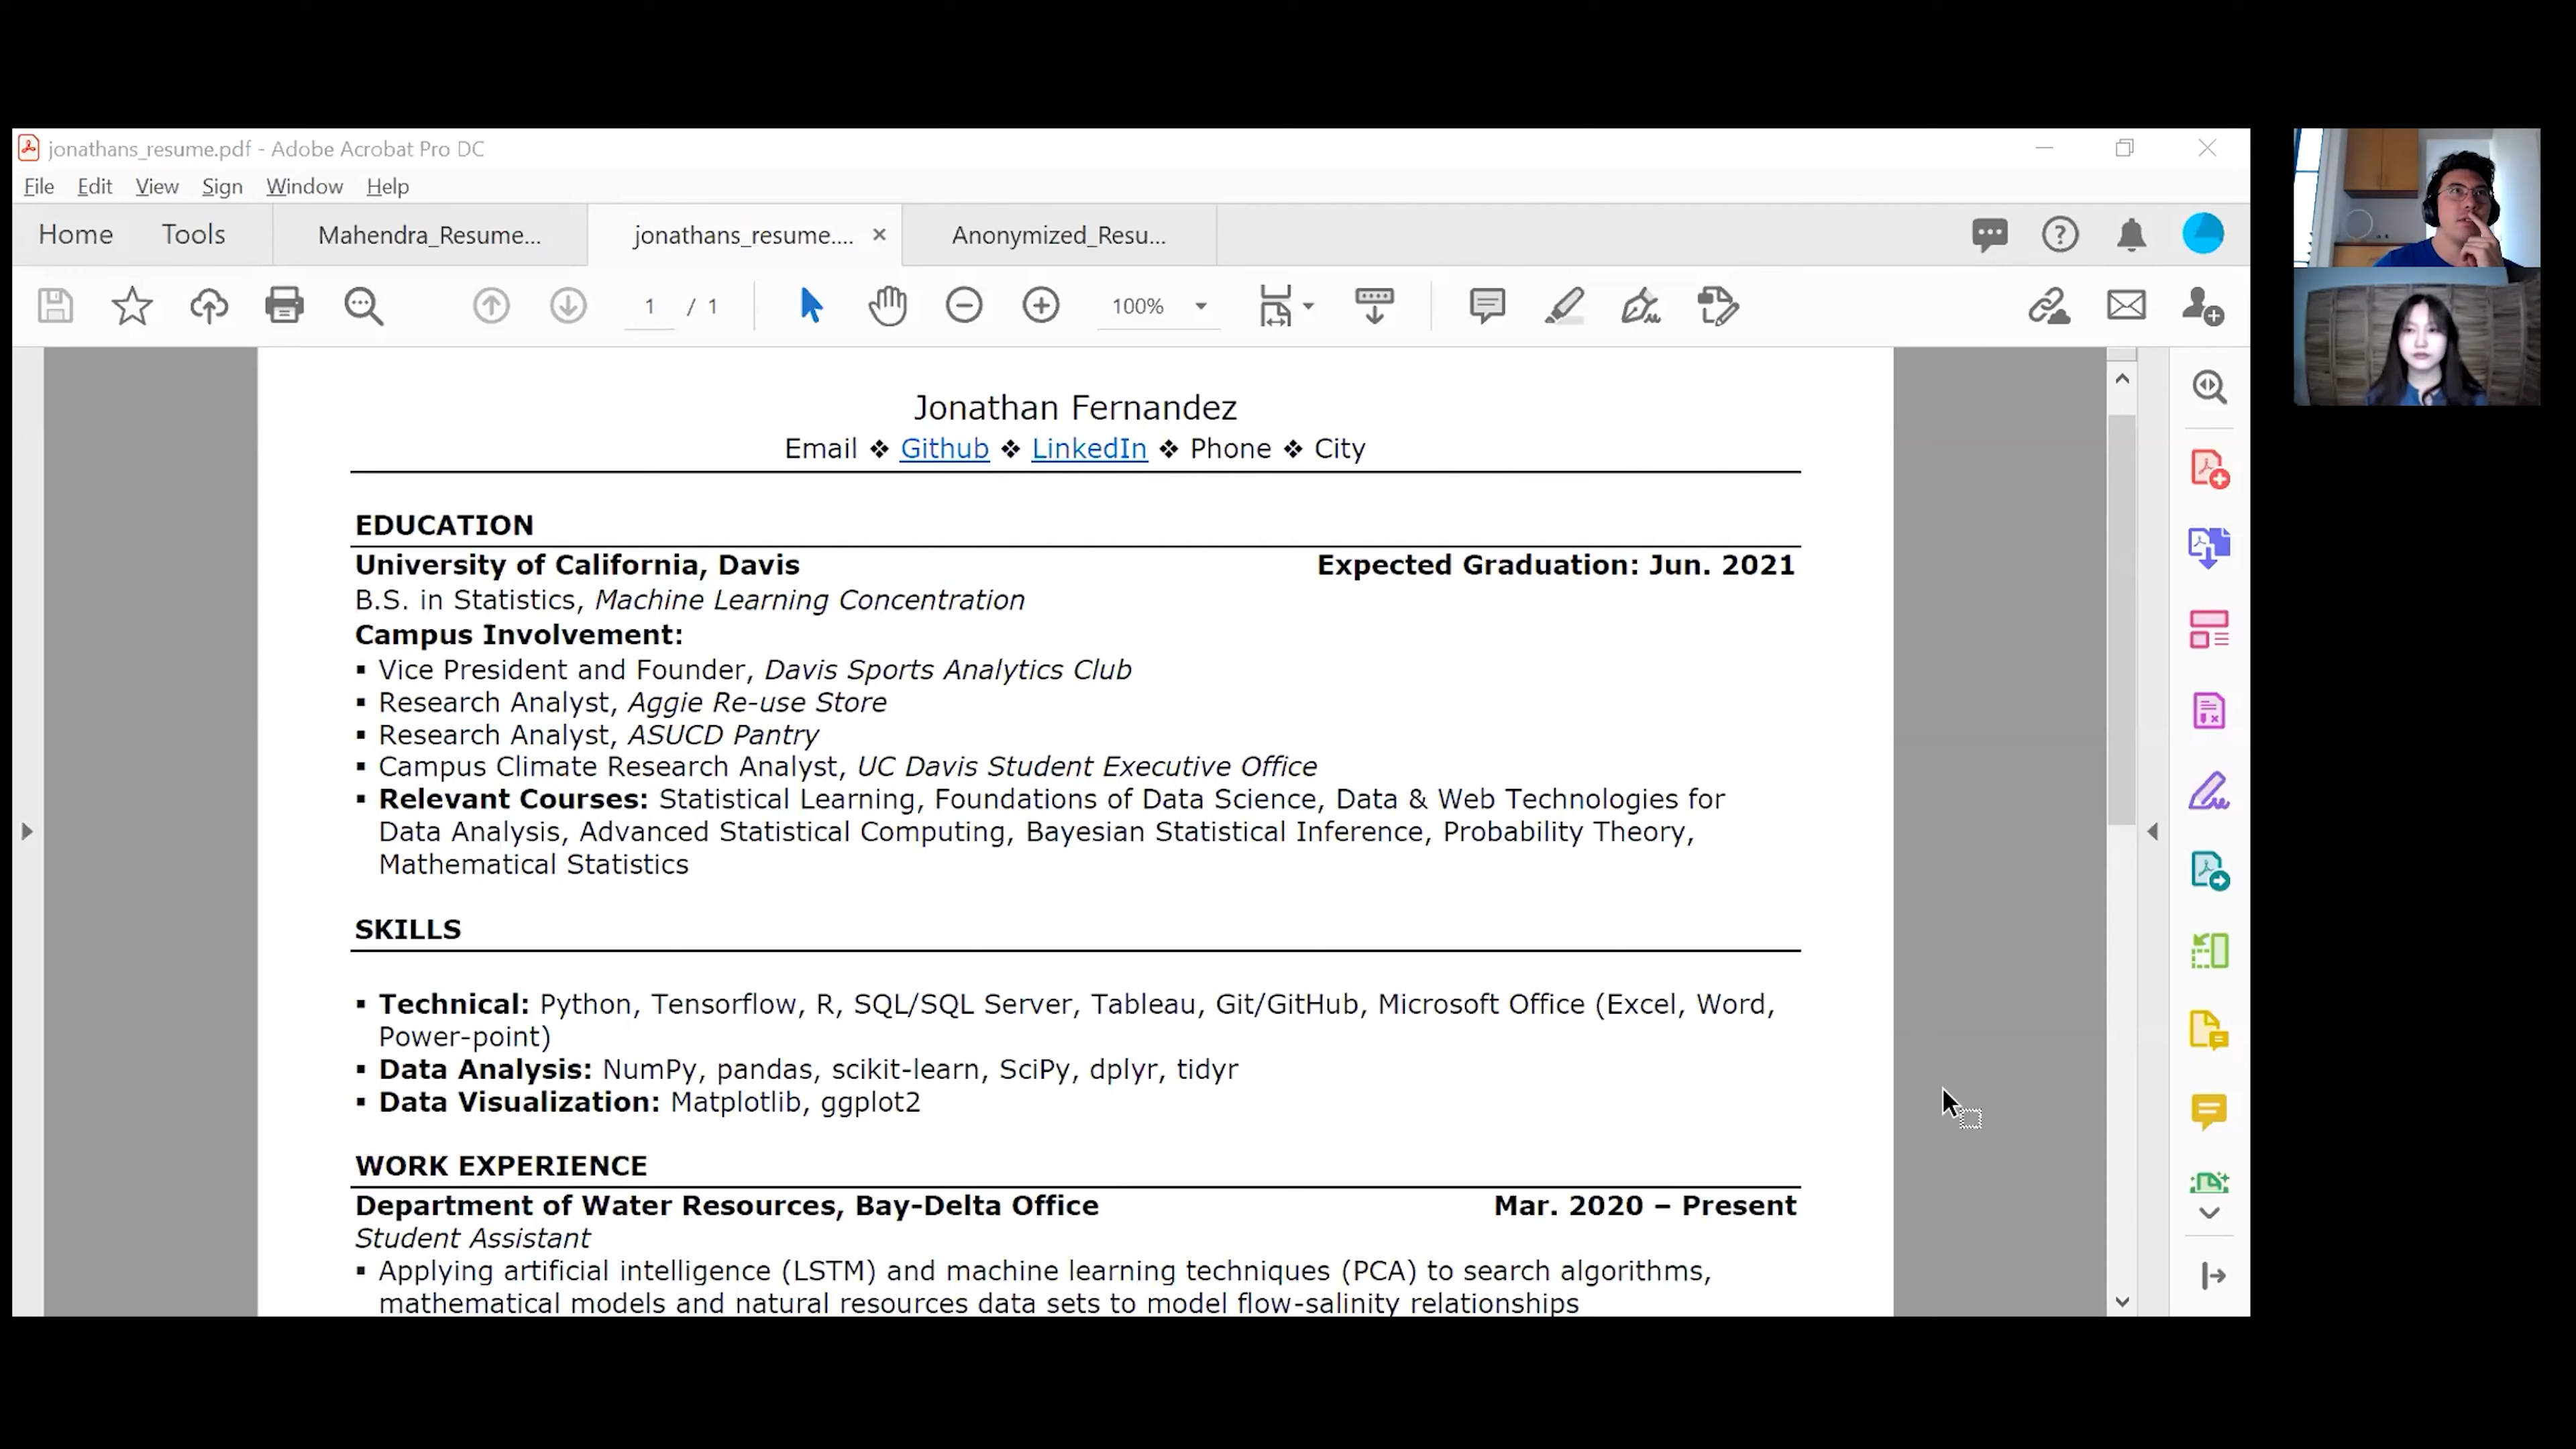 jonathans_resume.pdf - Adobe Acrobat Pro DC
File Edit View Sign Window Help
Home Tools Mahendra_Resume... jonathans_resume.... Anonymized_Resu...
1 / 1 100%
Jonathan Fernandez
Email ❖ Github ❖ LinkedIn ❖ Phone ❖ City
EDUCATION
University of California, Davis Expected Graduation: Jun. 2021
B.S. in Statistics, Machine Learning Concentration
Campus Involvement:
▪ Vice President and Founder, Davis Sports Analytics Club
▪ Research Analyst, Aggie Re-use Store
▪ Research Analyst, ASUCD Pantry
▪ Campus Climate Research Analyst, UC Davis Student Executive Office
▪ Relevant Courses: Statistical Learning, Foundations of Data Science, Data & Web Technologies for
Data Analysis, Advanced Statistical Computing, Bayesian Statistical Inference, Probability Theory,
Mathematical Statistics
SKILLS
▪ Technical: Python, Tensorflow, R, SQL/SQL Server, Tableau, Git/GitHub, Microsoft Office (Excel, Word,
Power-point)
▪ Data Analysis: NumPy, pandas, scikit-learn, SciPy, dplyr, tidyr
▪ Data Visualization: Matplotlib, ggplot2
WORK EXPERIENCE
Department of Water Resources, Bay-Delta Office Mar. 2020 – Present
Student Assistant
▪ Applying artificial intelligence (LSTM) and machine learning techniques (PCA) to search algorithms,
mathematical models and natural resources data sets to model flow-salinity relationships